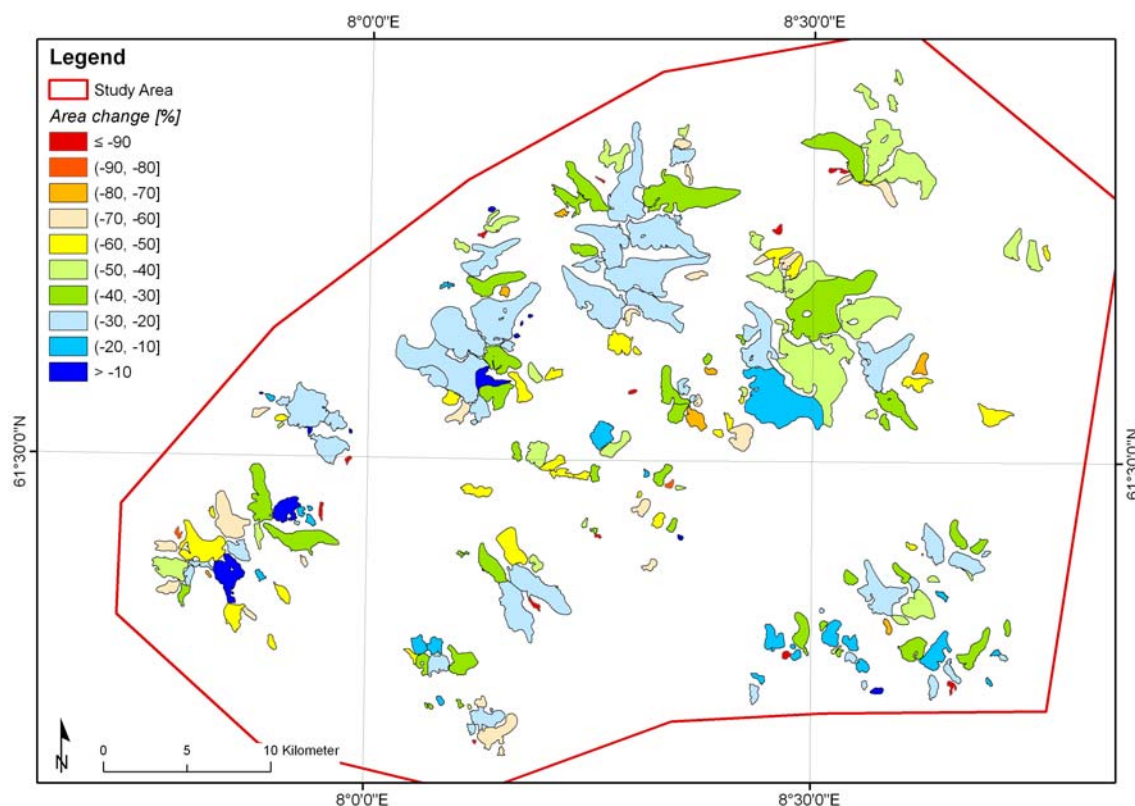 8°0'0"E 8°30'0"E
Legend
Study Area
Area change [%]
≤ -90
(-90, -80]
(-80, -70]
(-70, -60]
(-60, -50]
(-50, -40]
(-40, -30]
(-30, -20]
(-20, -10]
> -10
61°30'0"N 61°30'0"N
N
0 5 10 Kilometer
8°0'0"E 8°30'0"E